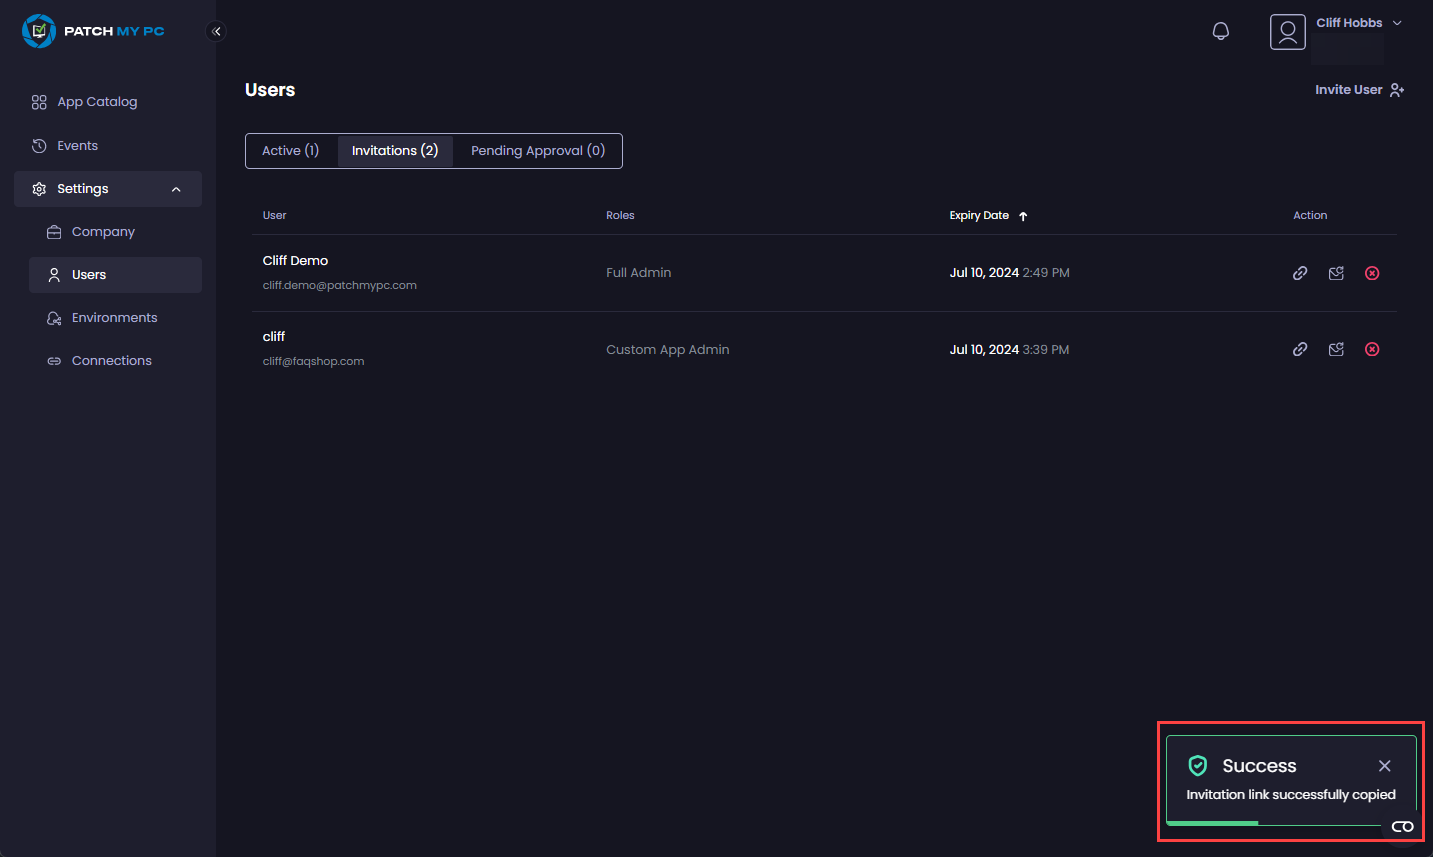 PATCH MY PC
Cliff Hobbs
App Catalog
Events
Settings
Company
Users
Environments
Connections
Users
Invite User
Active (1)
Invitations (2)
Pending Approval (0)
User
Roles
Expiry Date
Action
Cliff Demo
cliff.demo@patchmypc.com
Full Admin
Jul 10, 2024 2:49 PM
cliff
cliff@faqshop.com
Custom App Admin
Jul 10, 2024 3:39 PM
Success
Invitation link successfully copied